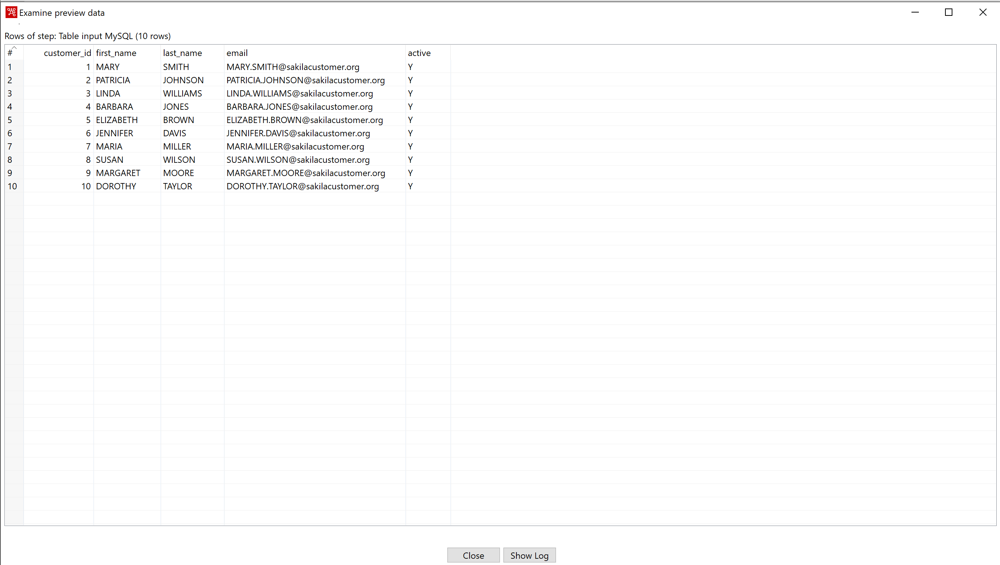 Examine preview data
Rows of step: Table input MySQL (10 rows)
# customer_id first_name last_name email active
1 1 MARY SMITH MARY.SMITH@sakilacustomer.org Y
2 2 PATRICIA JOHNSON PATRICIA.JOHNSON@sakilacustomer.org Y
3 3 LINDA WILLIAMS LINDA.WILLIAMS@sakilacustomer.org Y
4 4 BARBARA JONES BARBARA.JONES@sakilacustomer.org Y
5 5 ELIZABETH BROWN ELIZABETH.BROWN@sakilacustomer.org Y
6 6 JENNIFER DAVIS JENNIFER.DAVIS@sakilacustomer.org Y
7 7 MARIA MILLER MARIA.MILLER@sakilacustomer.org Y
8 8 SUSAN WILSON SUSAN.WILSON@sakilacustomer.org Y
9 9 MARGARET MOORE MARGARET.MOORE@sakilacustomer.org Y
10 10 DOROTHY TAYLOR DOROTHY.TAYLOR@sakilacustomer.org Y
Close Show Log